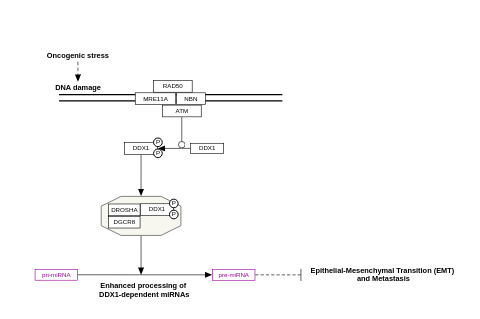 Oncogenic stress
DNA damage
RAD50
MRE11A
NBN
ATM
DDX1
P
P
DDX1
DROSHA
DDX1
P
P
DGCR8
pri-miRNA
pre-miRNA
Epithelial-Mesenchymal Transition (EMT)
and Metastasis
Enhanced processing of
DDX1-dependent miRNAs